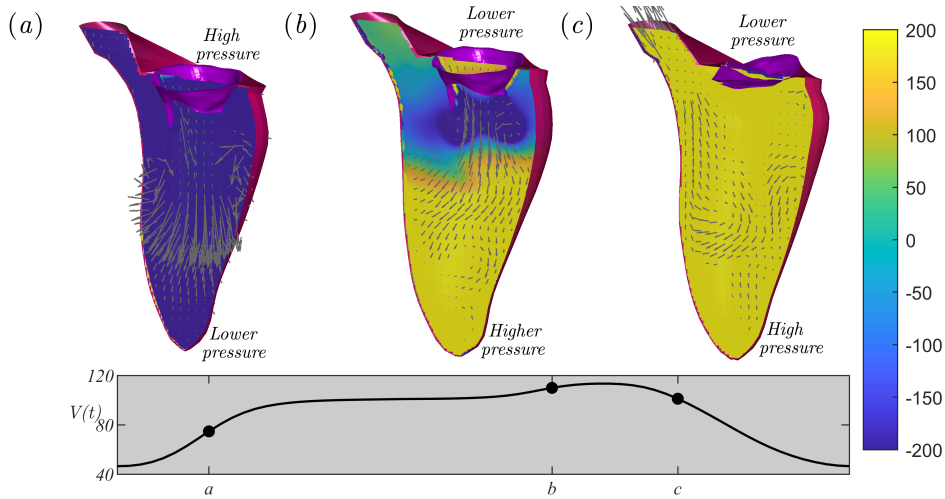 (a)
High
pressure
Lower
pressure
(b)
Lower
pressure
Higher
pressure
(c)
Lower
pressure
High
pressure
200
150
100
50
0
-50
-100
-150
-200
120
V(t)
80
40
a
b
c